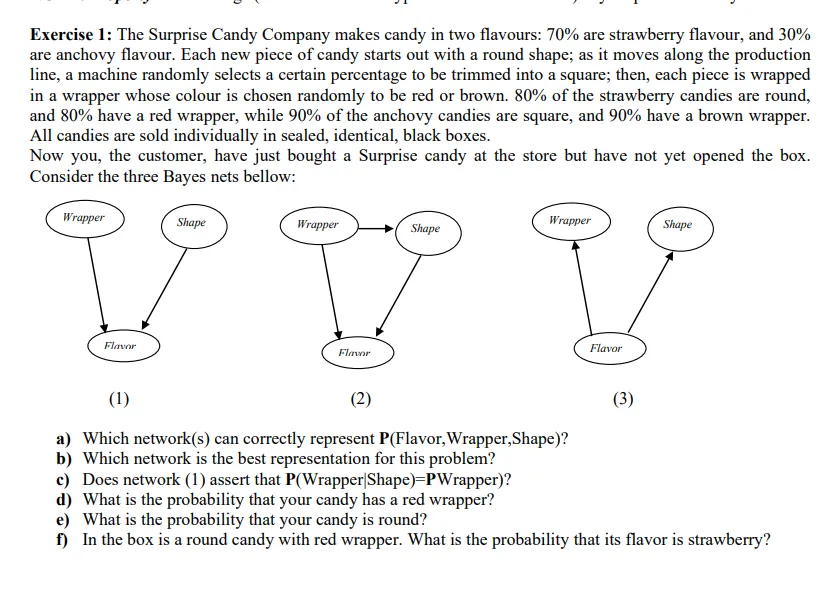 Exercise 1: The Surprise Candy Company makes candy in two flavours: 70% are strawberry flavour, and 30%
are anchovy flavour. Each new piece of candy starts out with a round shape; as it moves along the production
line, a machine randomly selects a certain percentage to be trimmed into a square; then, each piece is wrapped
in a wrapper whose colour is chosen randomly to be red or brown. 80% of the strawberry candies are round,
and 80% have a red wrapper, while 90% of the anchovy candies are square, and 90% have a brown wrapper.
All candies are sold individually in sealed, identical, black boxes.
Now you, the customer, have just bought a Surprise candy at the store but have not yet opened the box.
Consider the three Bayes nets bellow:
Wrapper Shape Wrapper Shape Wrapper Shape
Flavor Flavor Flavor
(1) (2) (3)
a) Which network(s) can correctly represent P(Flavor,Wrapper,Shape)?
b) Which network is the best representation for this problem?
c) Does network (1) assert that P(Wrapper|Shape)=PWrapper)?
d) What is the probability that your candy has a red wrapper?
e) What is the probability that your candy is round?
f) In the box is a round candy with red wrapper. What is the probability that its flavor is strawberry?